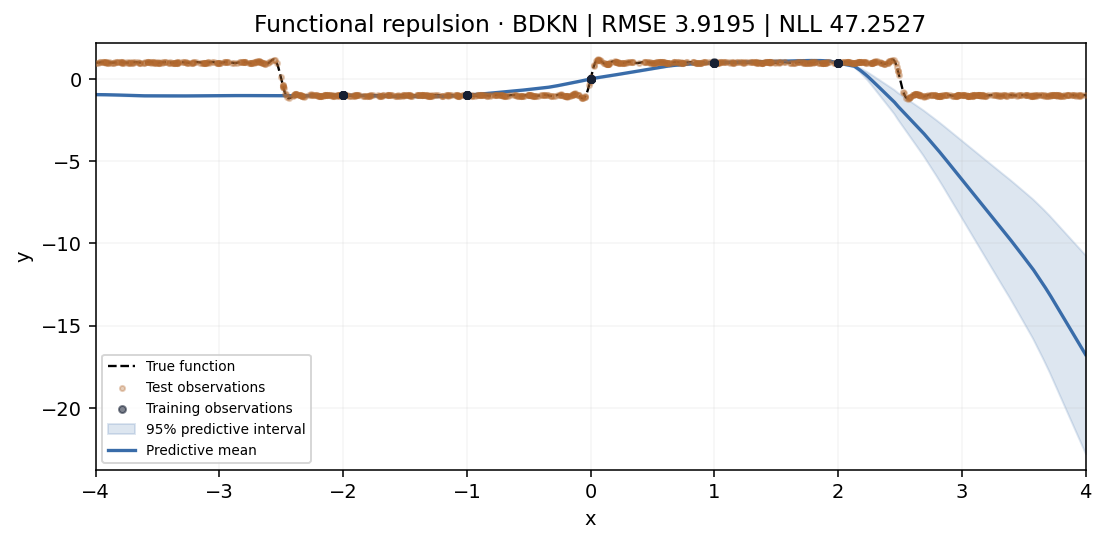 Functional repulsion · BDKN | RMSE 3.9195 | NLL 47.2527
0
−5
−10
−15
−20
y
True function
Test observations
Training observations
95% predictive interval
Predictive mean
−4
−3
−2
−1
0
1
2
3
4
x